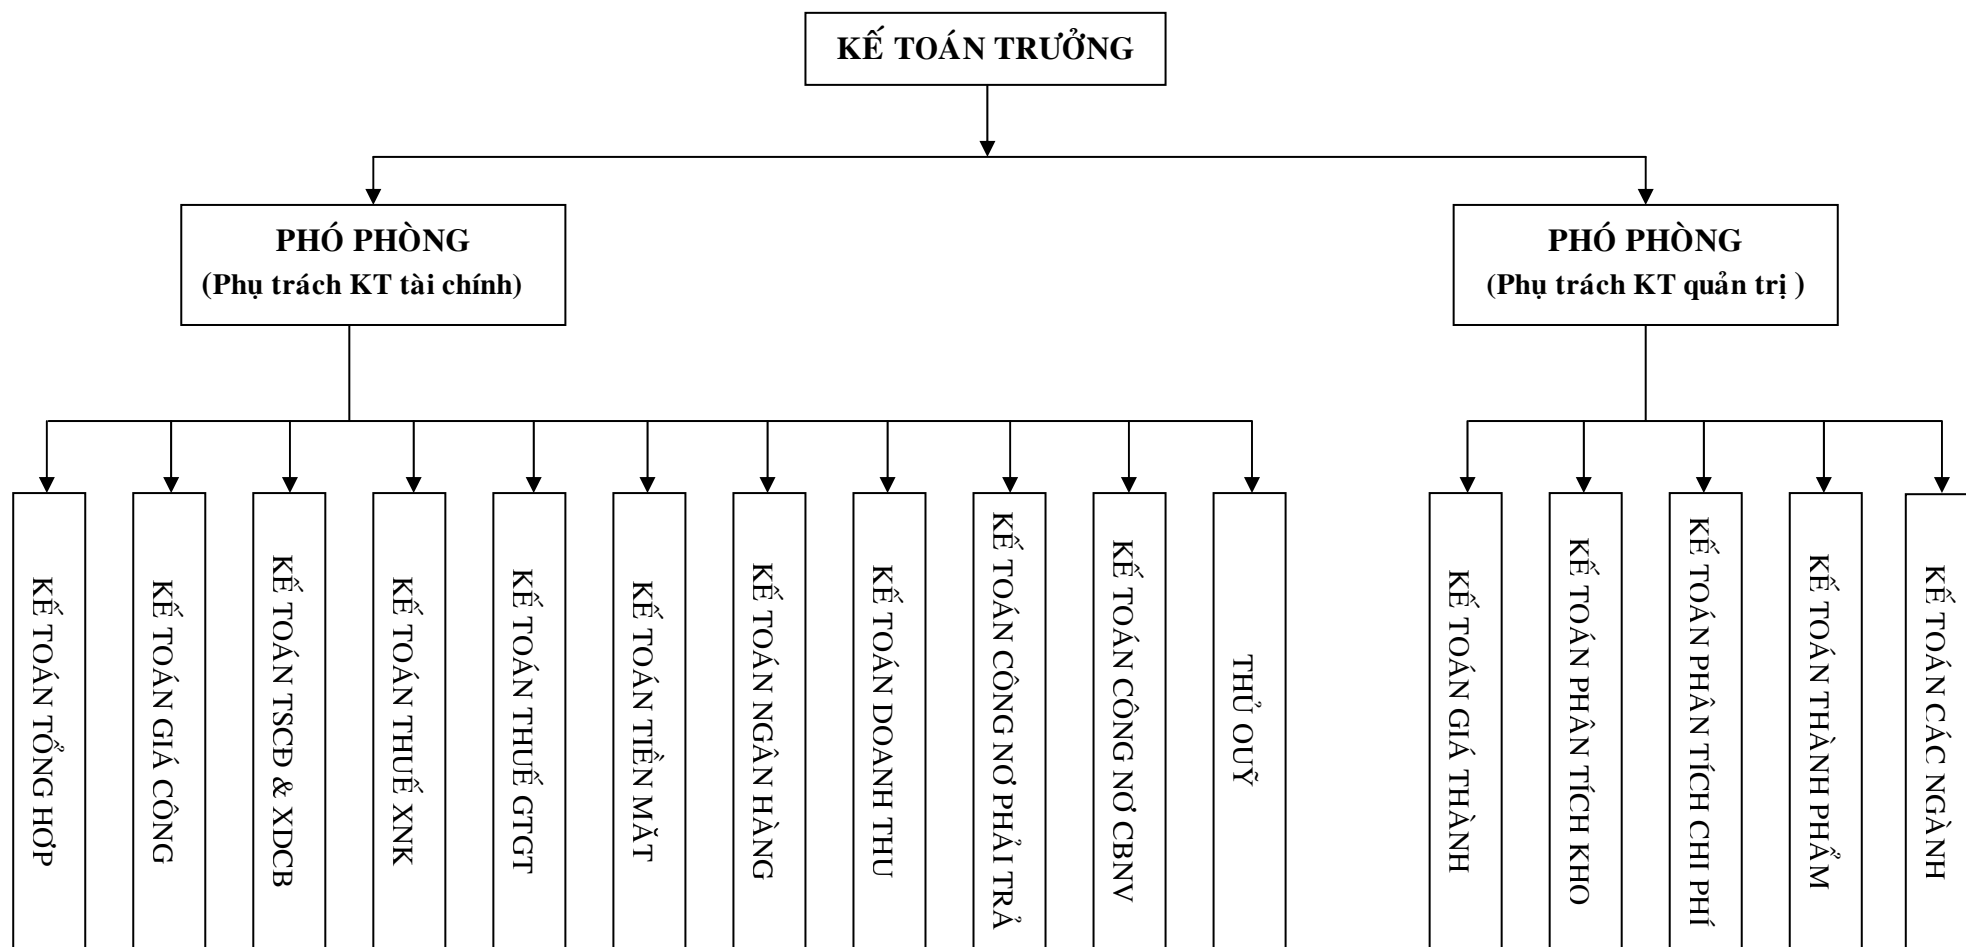 KẾ TOÁN TRƯỞNG
PHÓ PHÒNG
(Phụ trách KT tài chính)
PHÓ PHÒNG
(Phụ trách KT quản trị )
KẾ TOÁN TỔNG HỢP
KẾ TOÁN GIÁ CÔNG
KẾ TOÁN TSCĐ & XDCB
KẾ TOÁN THUẾ XNK
KẾ TOÁN THUẾ GTGT
KẾ TOÁN TIỀN MẶT
KẾ TOÁN NGÂN HÀNG
KẾ TOÁN DOANH THU
KẾ TOÁN CÔNG NỢ PHẢI TRẢ
KẾ TOÁN CÔNG NỢ CBNV
THỦ QUỸ
KẾ TOÁN GIÁ THÀNH
KẾ TOÁN PHÂN TÍCH KHO
KẾ TOÁN PHÂN TÍCH CHI PHÍ
KẾ TOÁN THÀNH PHẨM
KẾ TOÁN CÁC NGÀNH